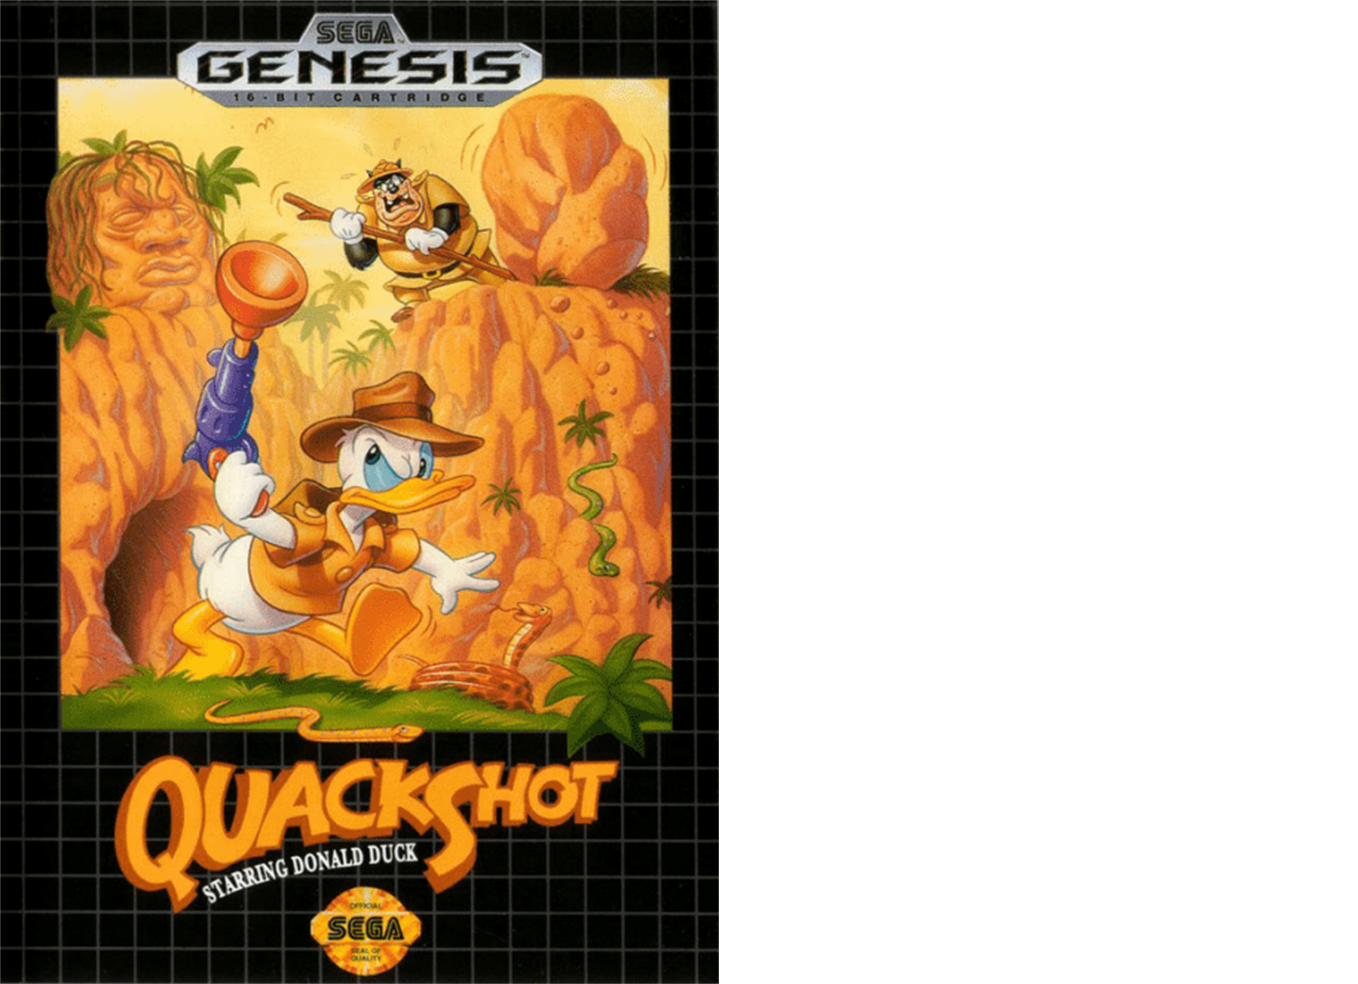 SEGA
GENESIS
16-BIT CARTRIDGE
QUACKSHOT
STARRING DONALD DUCK
OFFICIAL
SEGA
SEAL OF
QUALITY